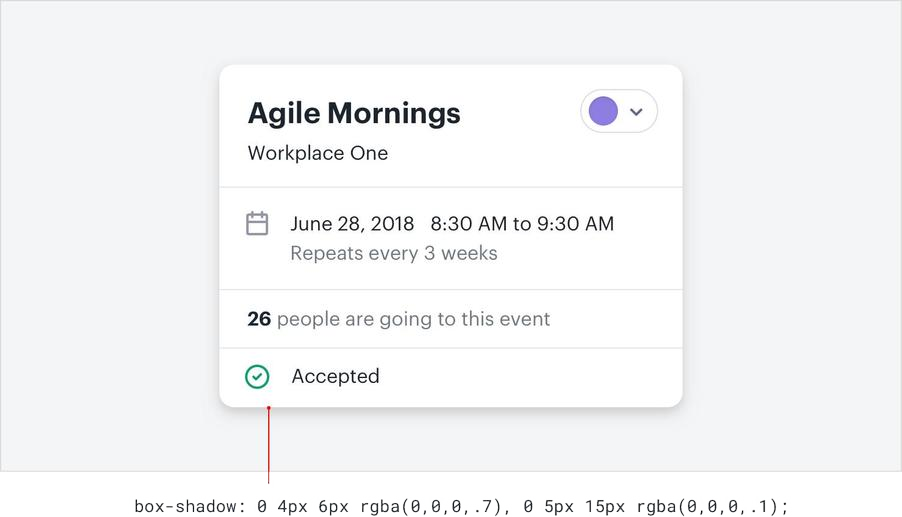 Agile Mornings
Workplace One
June 28, 2018 8:30 AM to 9:30 AM
Repeats every 3 weeks
26 people are going to this event
Accepted
box-shadow: 0 4px 6px rgba(0,0,0,.7), 0 5px 15px rgba(0,0,0,.1);